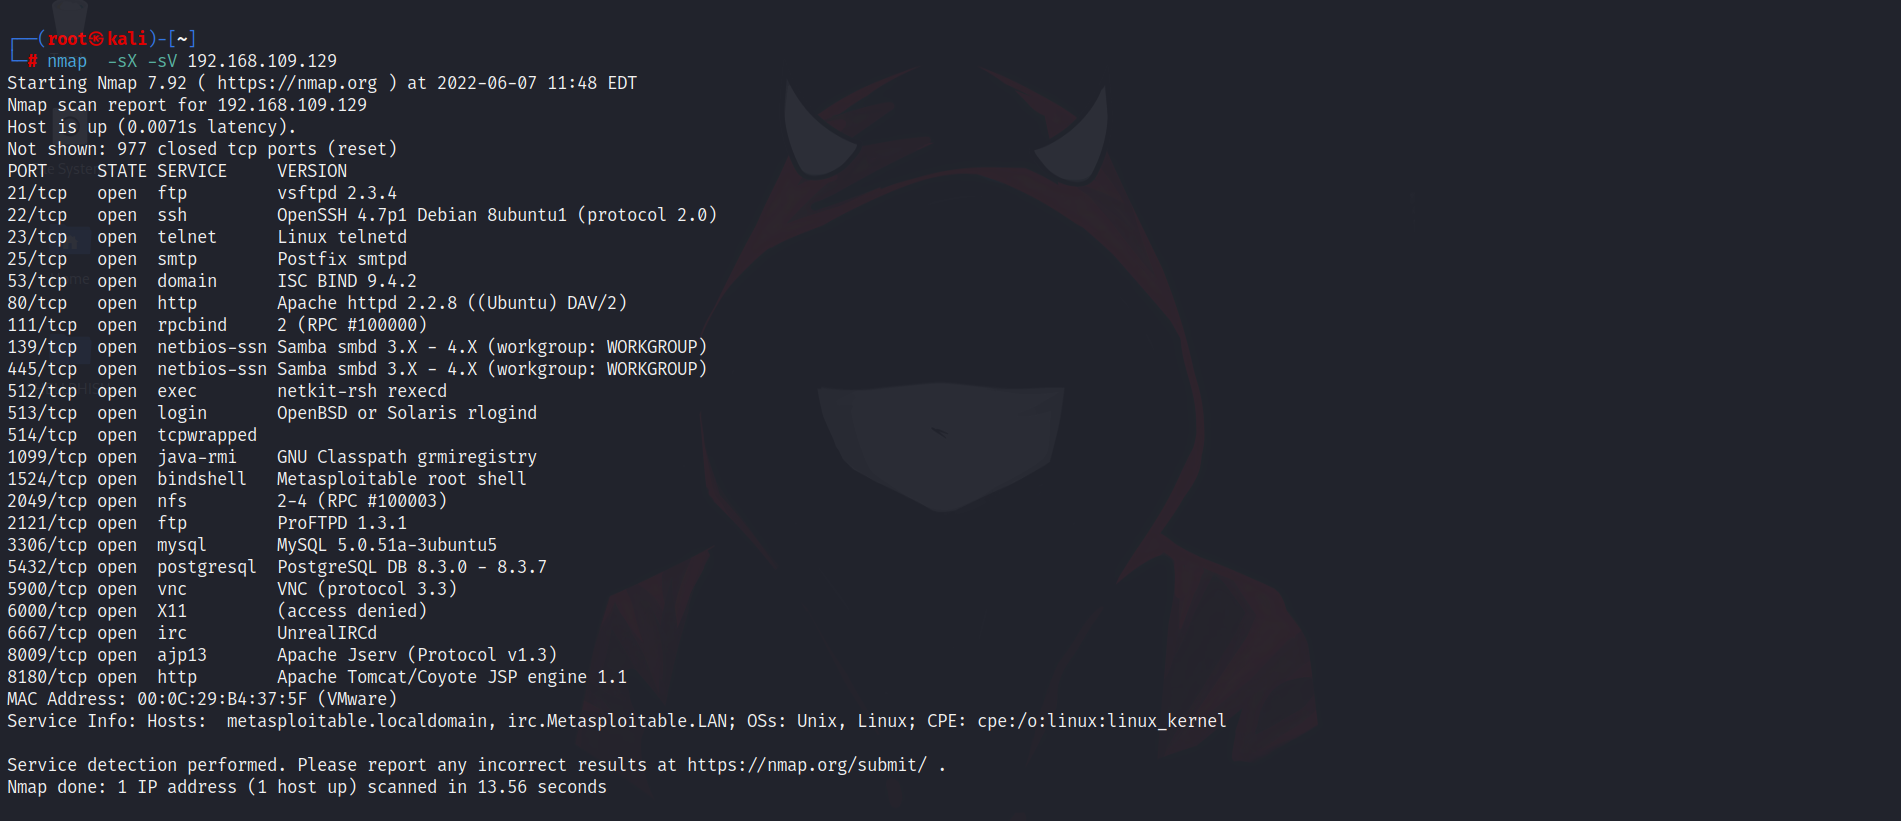 ┌──(root㉿kali)-[~]
└─# nmap  -sX -sV 192.168.109.129
Starting Nmap 7.92 ( https://nmap.org ) at 2022-06-07 11:48 EDT
Nmap scan report for 192.168.109.129
Host is up (0.0071s latency).
Not shown: 977 closed tcp ports (reset)
PORT     STATE SERVICE     VERSION
21/tcp   open  ftp         vsftpd 2.3.4
22/tcp   open  ssh         OpenSSH 4.7p1 Debian 8ubuntu1 (protocol 2.0)
23/tcp   open  telnet      Linux telnetd
25/tcp   open  smtp        Postfix smtpd
53/tcp   open  domain      ISC BIND 9.4.2
80/tcp   open  http        Apache httpd 2.2.8 ((Ubuntu) DAV/2)
111/tcp  open  rpcbind     2 (RPC #100000)
139/tcp  open  netbios-ssn Samba smbd 3.X - 4.X (workgroup: WORKGROUP)
445/tcp  open  netbios-ssn Samba smbd 3.X - 4.X (workgroup: WORKGROUP)
512/tcp  open  exec        netkit-rsh rexecd
513/tcp  open  login       OpenBSD or Solaris rlogind
514/tcp  open  tcpwrapped
1099/tcp open  java-rmi    GNU Classpath grmiregistry
1524/tcp open  bindshell   Metasploitable root shell
2049/tcp open  nfs         2-4 (RPC #100003)
2121/tcp open  ftp         ProFTPD 1.3.1
3306/tcp open  mysql       MySQL 5.0.51a-3ubuntu5
5432/tcp open  postgresql  PostgreSQL DB 8.3.0 - 8.3.7
5900/tcp open  vnc         VNC (protocol 3.3)
6000/tcp open  X11         (access denied)
6667/tcp open  irc         UnrealIRCd
8009/tcp open  ajp13       Apache Jserv (Protocol v1.3)
8180/tcp open  http        Apache Tomcat/Coyote JSP engine 1.1
MAC Address: 00:0C:29:B4:37:5F (VMware)
Service Info: Hosts:  metasploitable.localdomain, irc.Metasploitable.LAN; OSs: Unix, Linux; CPE: cpe:/o:linux:linux_kernel

Service detection performed. Please report any incorrect results at https://nmap.org/submit/ .
Nmap done: 1 IP address (1 host up) scanned in 13.56 seconds